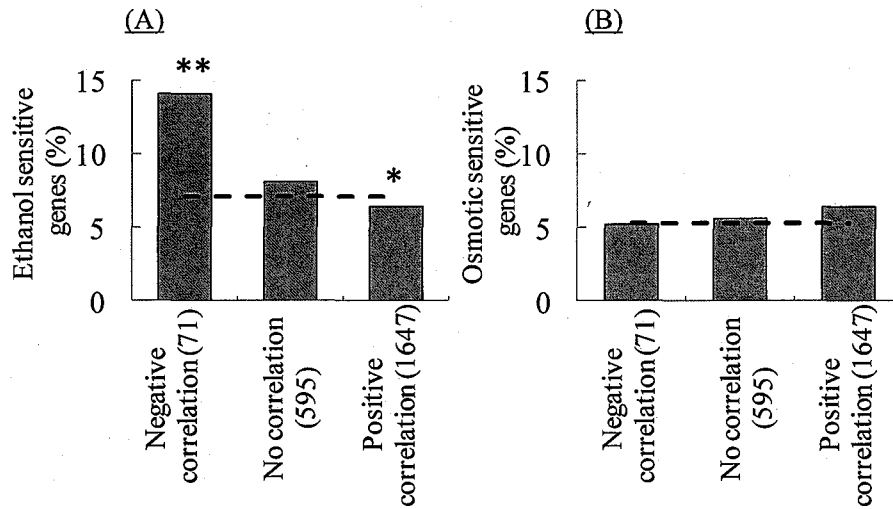 (A)
Ethanol sensitive
genes (%)
15
10
5
0
**
*
Negative
correlation (71)
No correlation
(595)
Positive
correlation (1647)
(B)
Osmotic sensitive
genes (%)
15
10
5
0
Negative
correlation (71)
No correlation
(595)
Positive
correlation (1647)